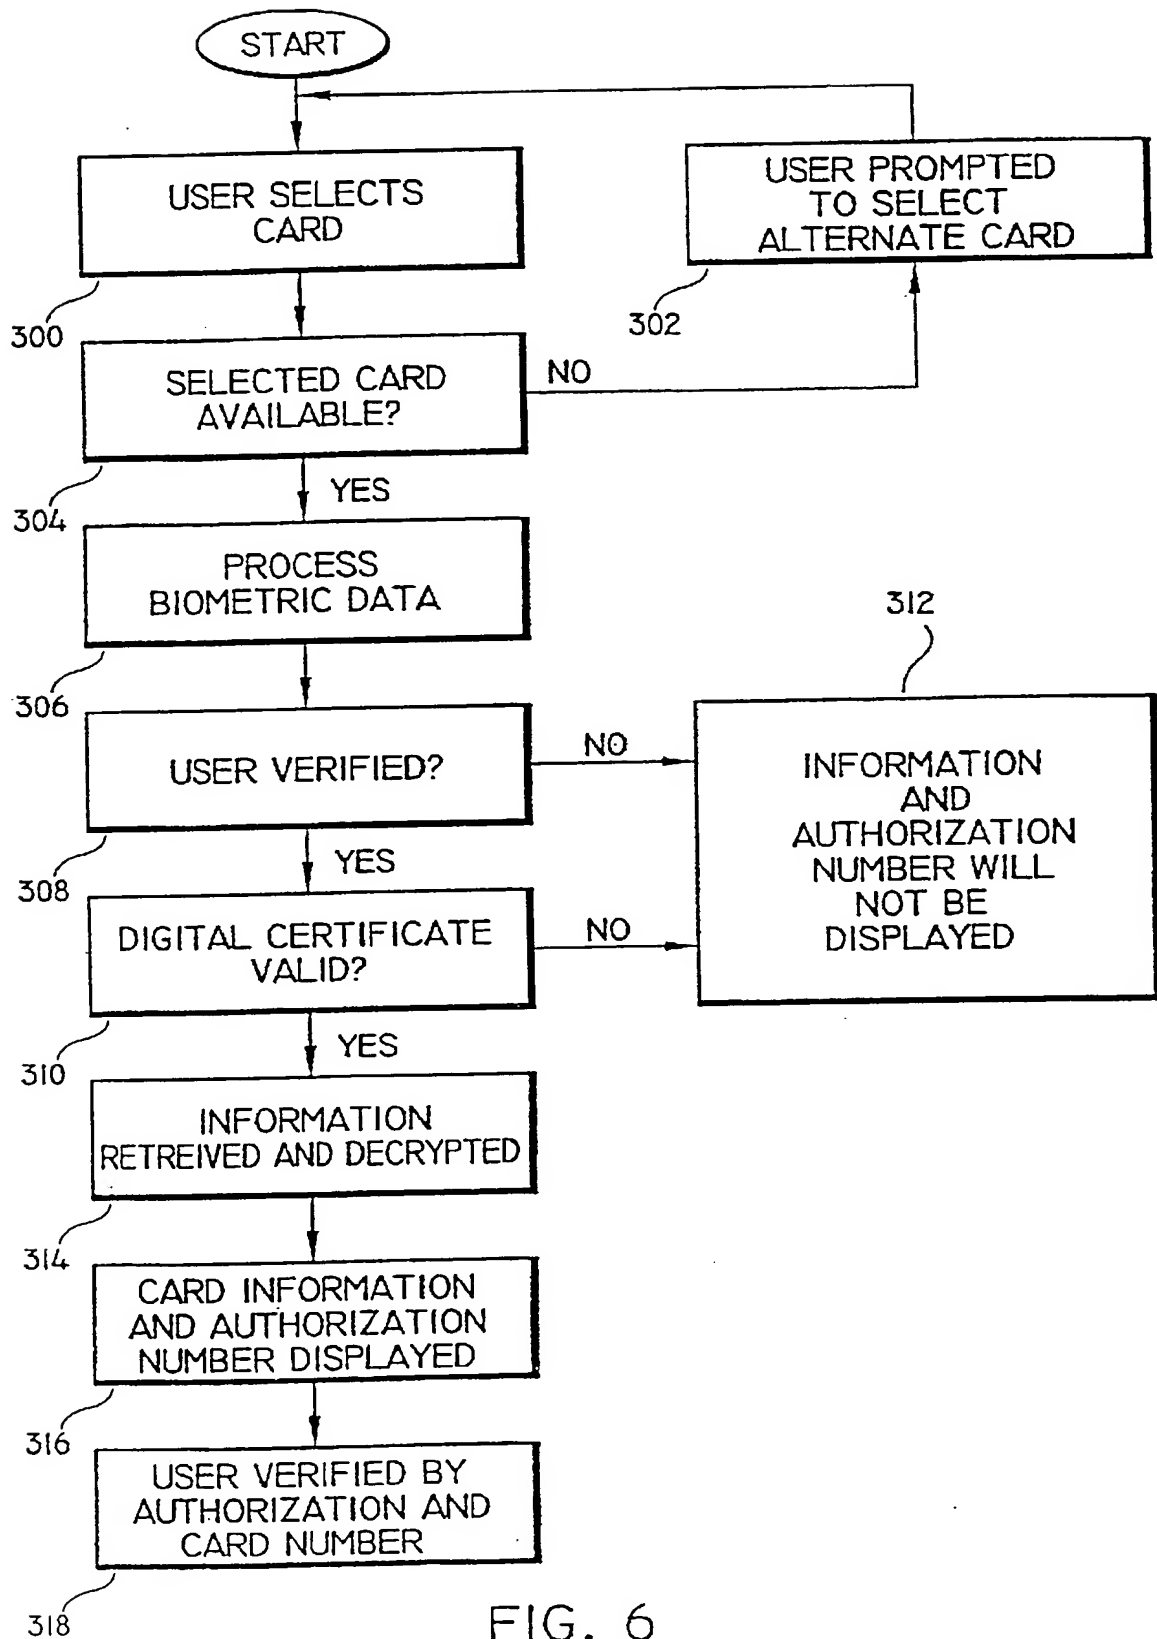 START
USER SELECTS
CARD
300
USER PROMPTED
TO SELECT
ALTERNATE CARD
302
SELECTED CARD
AVAILABLE?
NO
304
YES
PROCESS
BIOMETRIC DATA
306
312
USER VERIFIED?
NO
INFORMATION
AND
AUTHORIZATION
NUMBER WILL
NOT BE
DISPLAYED
308
YES
DIGITAL CERTIFICATE
VALID?
NO
310
YES
INFORMATION
RETREIVED AND DECRYPTED
314
CARD INFORMATION
AND AUTHORIZATION
NUMBER DISPLAYED
316
USER VERIFIED BY
AUTHORIZATION AND
CARD NUMBER
318
FIG. 6